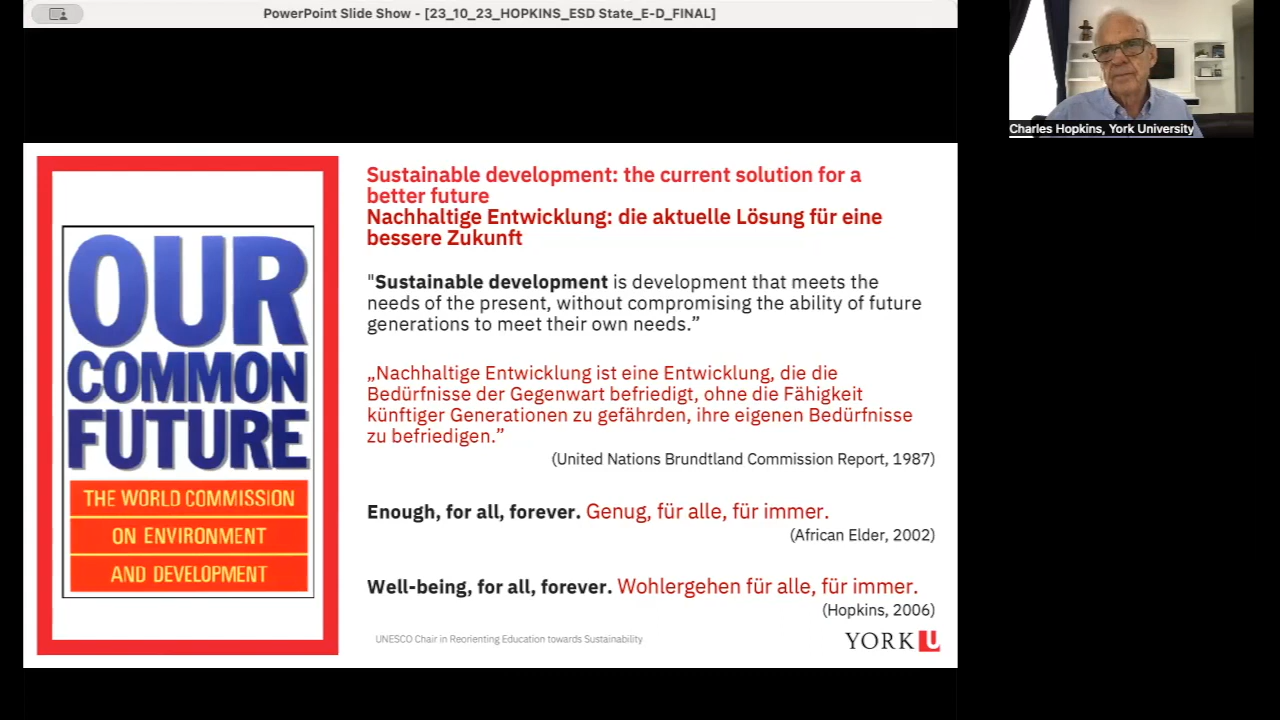 PowerPoint Slide Show - [23_10_23_HOPKINS_ESD State_E-D_FINAL]
Charles Hopkins, York University
OUR
COMMON
FUTURE
THE WORLD COMMISSION
ON ENVIRONMENT
AND DEVELOPMENT
Sustainable development: the current solution for a
better future
Nachhaltige Entwicklung: die aktuelle Lösung für eine
bessere Zukunft
"Sustainable development is development that meets the
needs of the present, without compromising the ability of future
generations to meet their own needs.”
„Nachhaltige Entwicklung ist eine Entwicklung, die die
Bedürfnisse der Gegenwart befriedigt, ohne die Fähigkeit
künftiger Generationen zu gefährden, ihre eigenen Bedürfnisse
zu befriedigen.”
(United Nations Brundtland Commission Report, 1987)
Enough, for all, forever. Genug, für alle, für immer.
(African Elder, 2002)
Well-being, for all, forever. Wohlergehen für alle, für immer.
(Hopkins, 2006)
UNESCO Chair in Reorienting Education towards Sustainability
YORK U